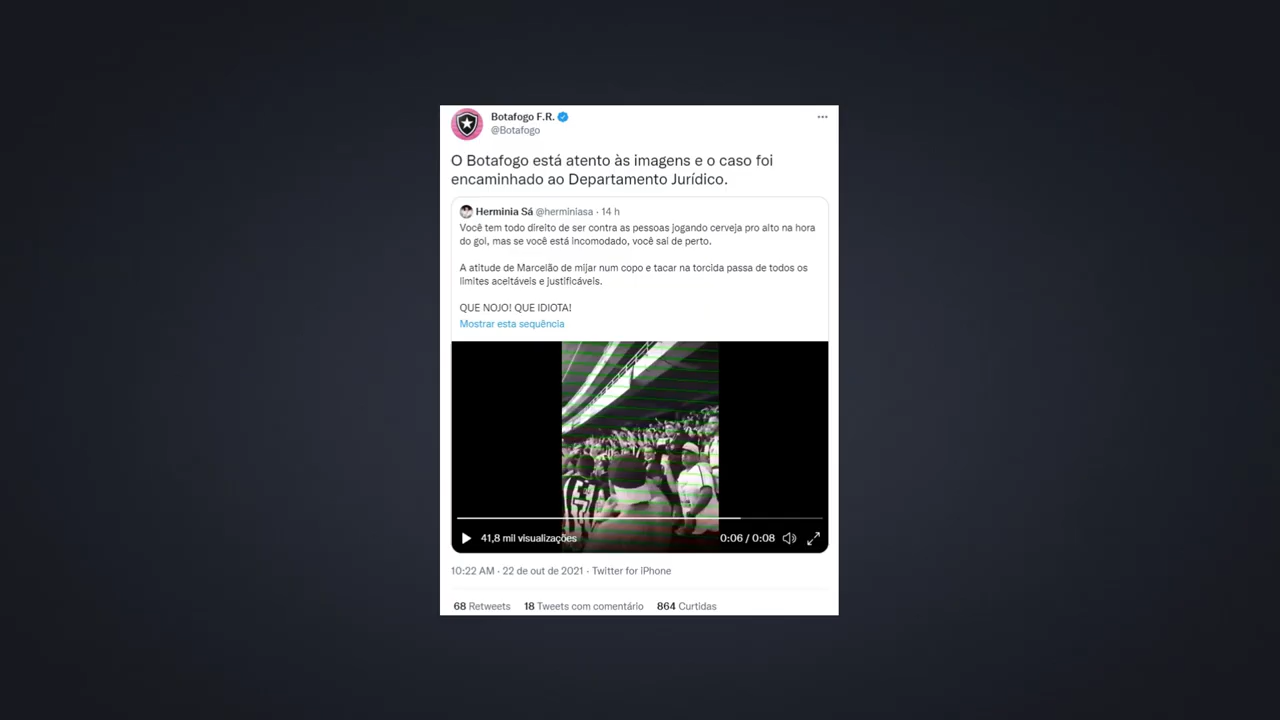 Botafogo F.R.
@Botafogo
O Botafogo está atento às imagens e o caso foi
encaminhado ao Departamento Jurídico.
Herminia Sá @herminiasa · 14 h
Você tem todo direito de ser contra as pessoas jogando cerveja pro alto na hora
do gol, mas se você está incomodado, você sai de perto.
A atitude de Marcelão de mijar num copo e tacar na torcida passa de todos os
limites aceitáveis e justificáveis.
QUE NOJO! QUE IDIOTA!
Mostrar esta sequência
41,8 mil visualizações
0:06 / 0:08
10:22 AM · 22 de out de 2021 · Twitter for iPhone
68 Retweets 18 Tweets com comentário 864 Curtidas